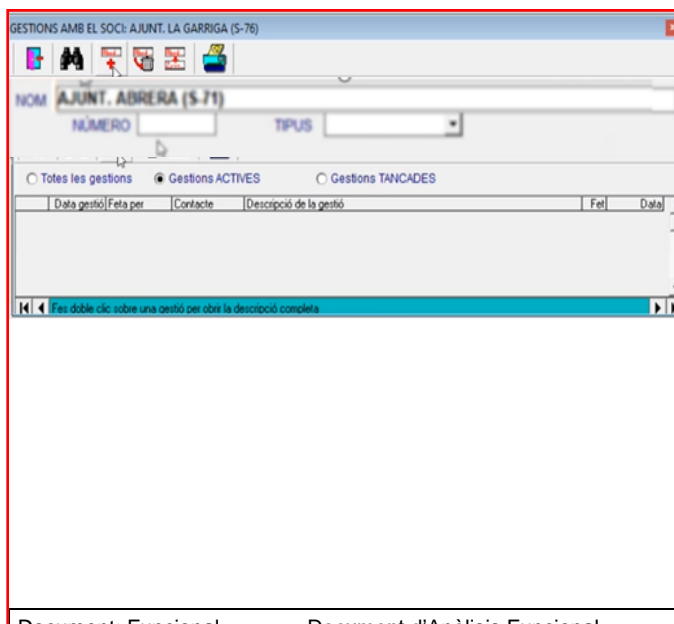 GESTIONS AMB EL SOCI: AJUNT. LA GARRIGA (S-76)
NOM AJUNT. ABRERA (S-71)
NÚMERO TIPUS
Totes les gestions Gestions ACTIVES Gestions TANCADES
Data gestió Feta per Contacte Descripció de la gestió Fet Data
Fes doble clic sobre una gestió per obrir la descripció completa
Document: Funcional Document d'Anàlisis Funcional